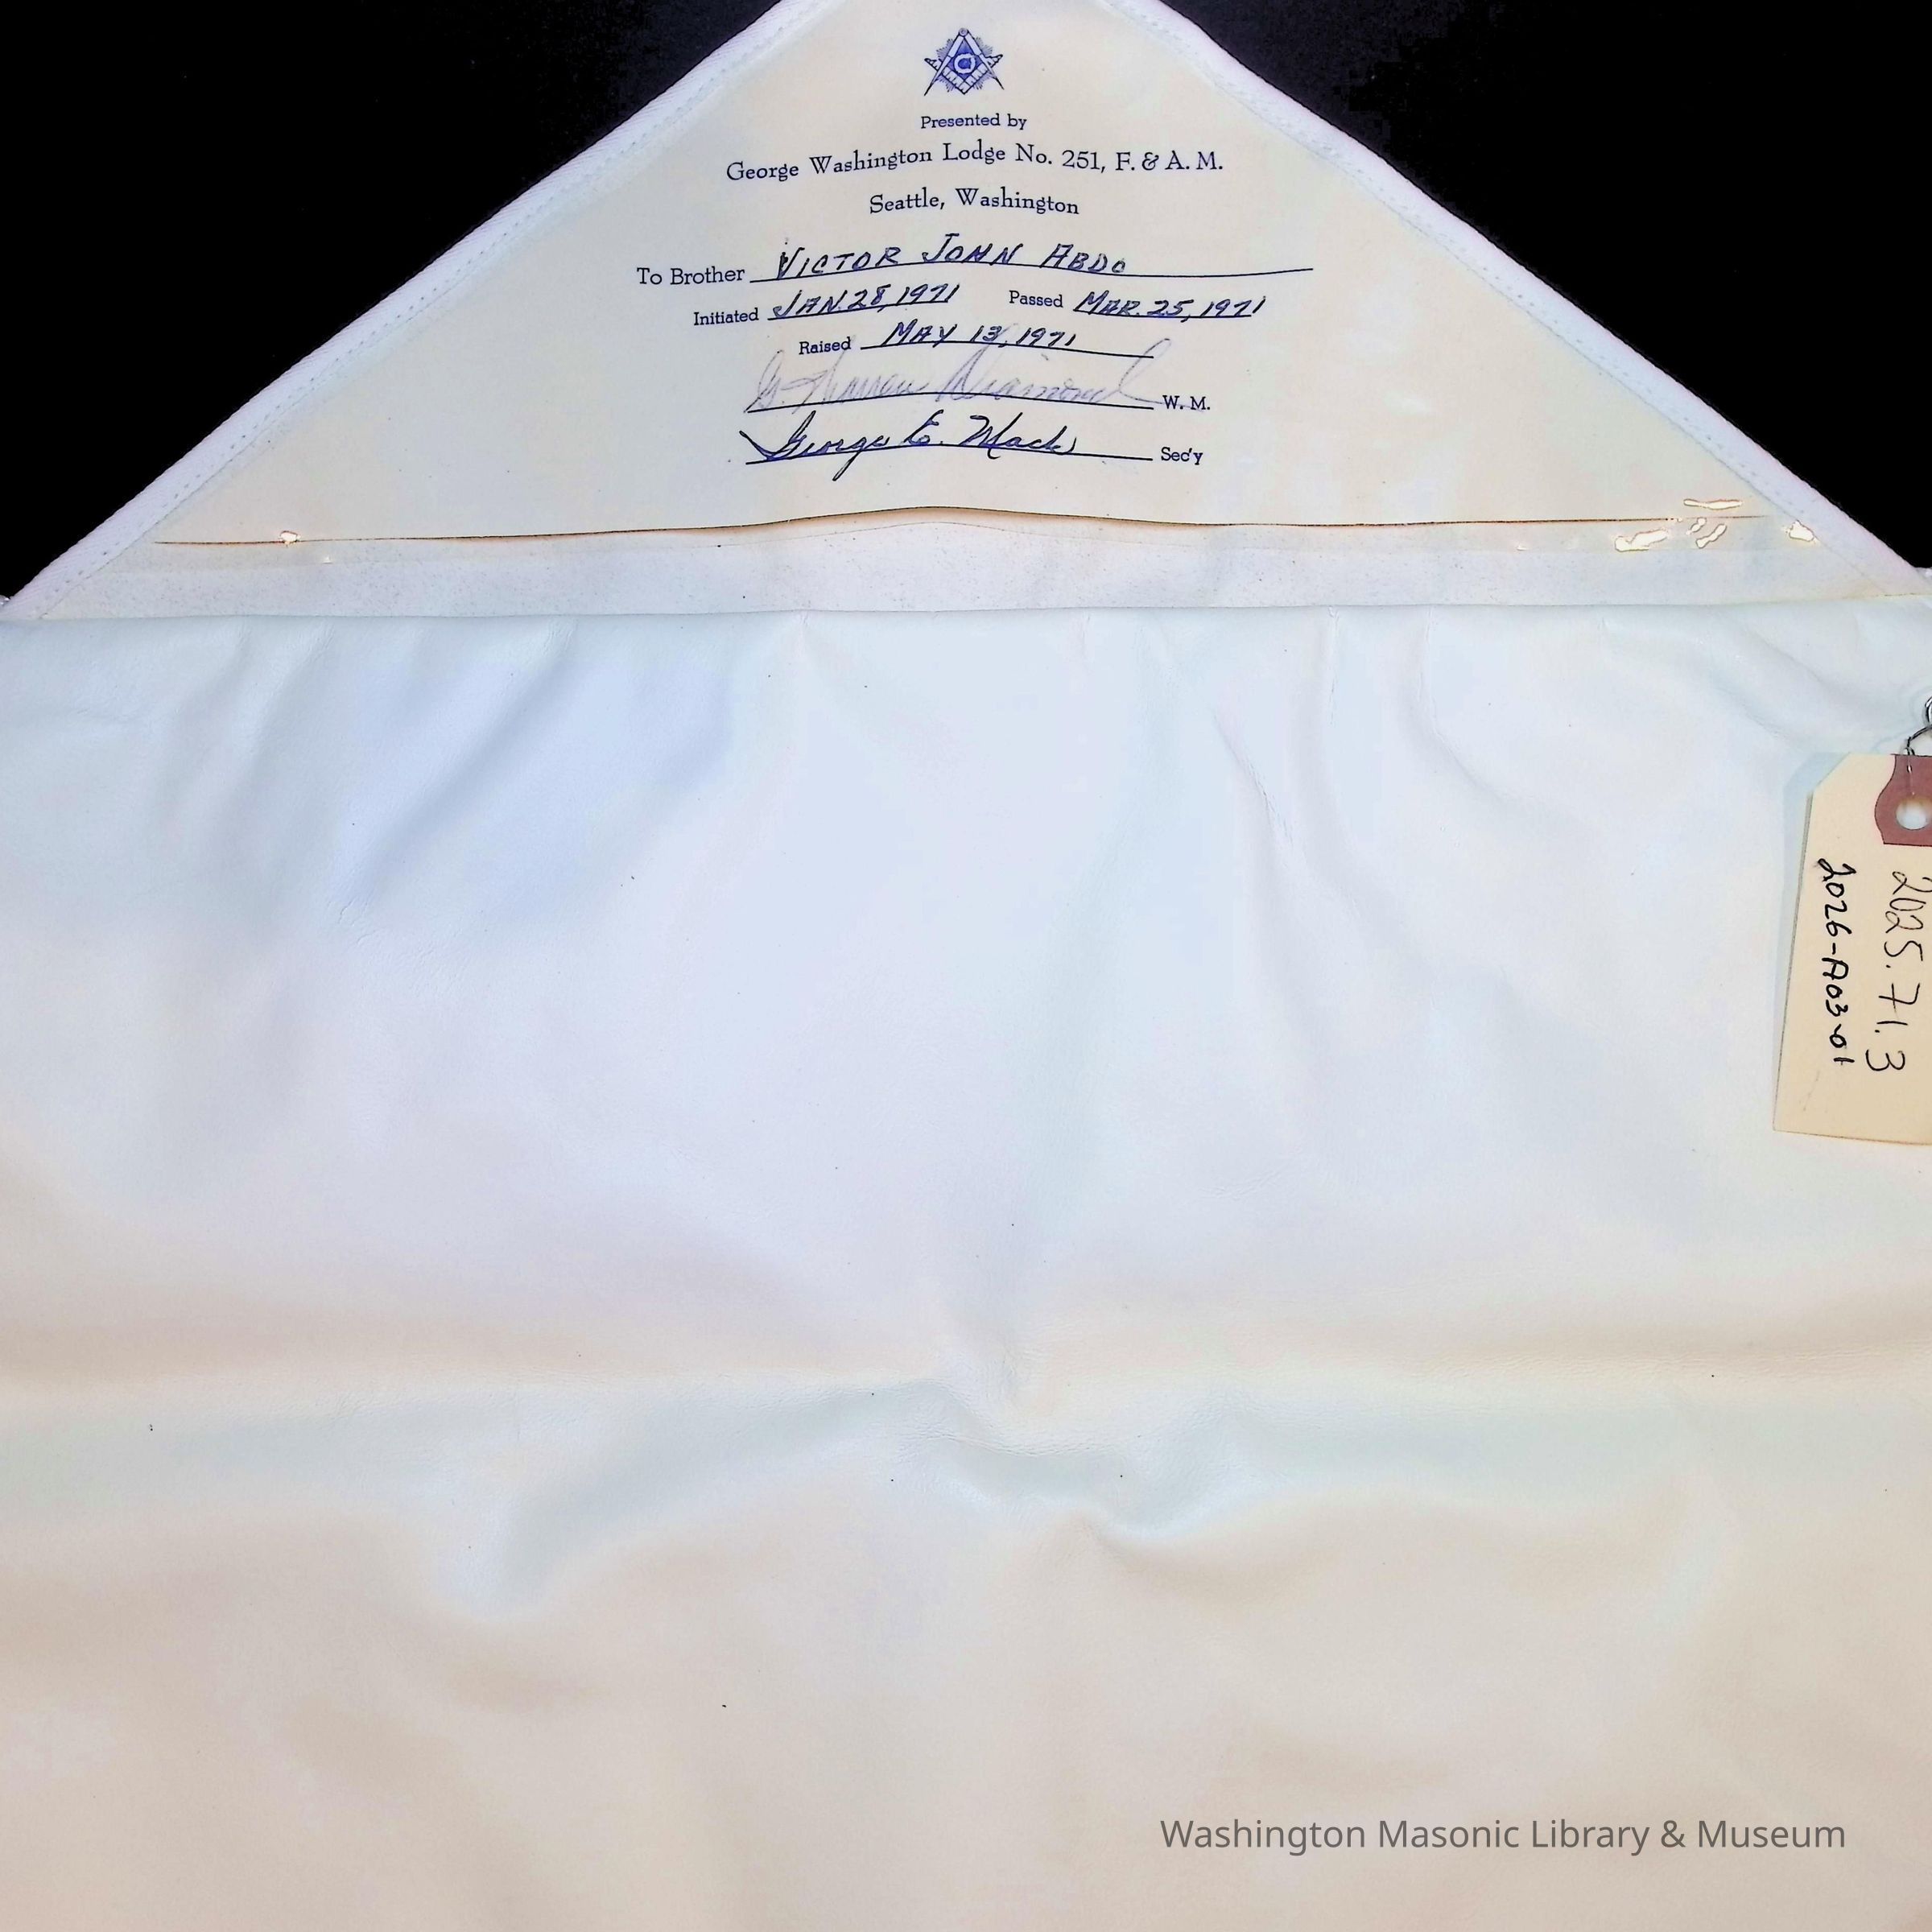 G
Presented by
George Washington Lodge No. 251, F. & A. M.
Seattle, Washington
To Brother VICTOR JOHN ABDO
Initiated JAN. 28, 1971 Passed MAR. 25, 1971
Raised MAY 13, 1971
G. Diamond W. M.
George E. Mack Sec'y
2025.71.3
2026-A03-01
Washington Masonic Library & Museum